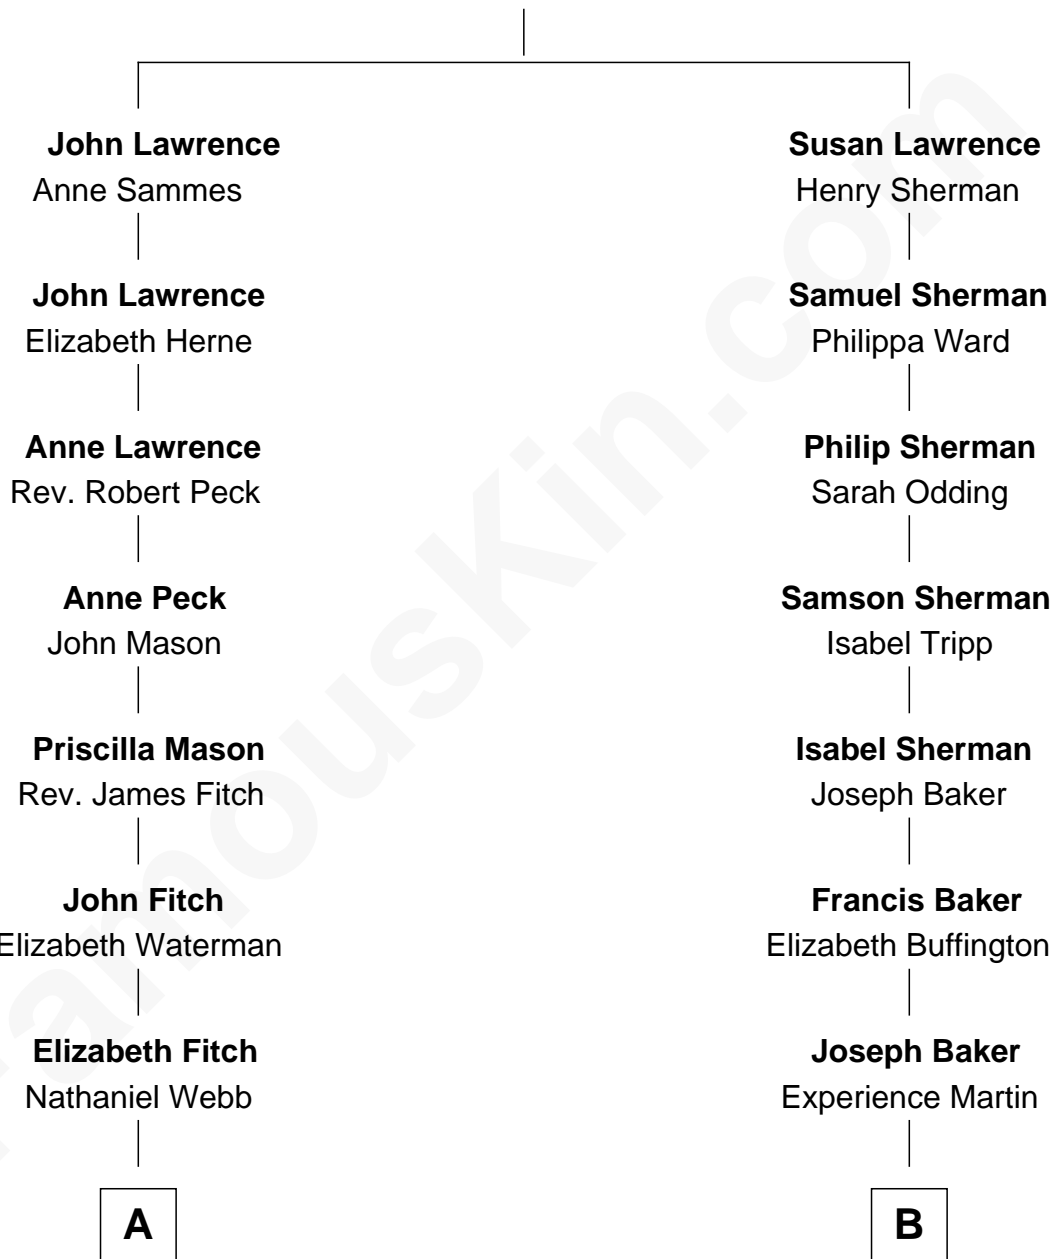 John Lawrence
Anne Sammes
John Lawrence
Elizabeth Herne
Anne Lawrence
Rev. Robert Peck
Anne Peck
John Mason
Priscilla Mason
Rev. James Fitch
John Fitch
Elizabeth Waterman
Elizabeth Fitch
Nathaniel Webb
A
Susan Lawrence
Henry Sherman
Samuel Sherman
Philippa Ward
Philip Sherman
Sarah Odding
Samson Sherman
Isabel Tripp
Isabel Sherman
Joseph Baker
Francis Baker
Elizabeth Buffington
Joseph Baker
Experience Martin
B
FamousKin.com